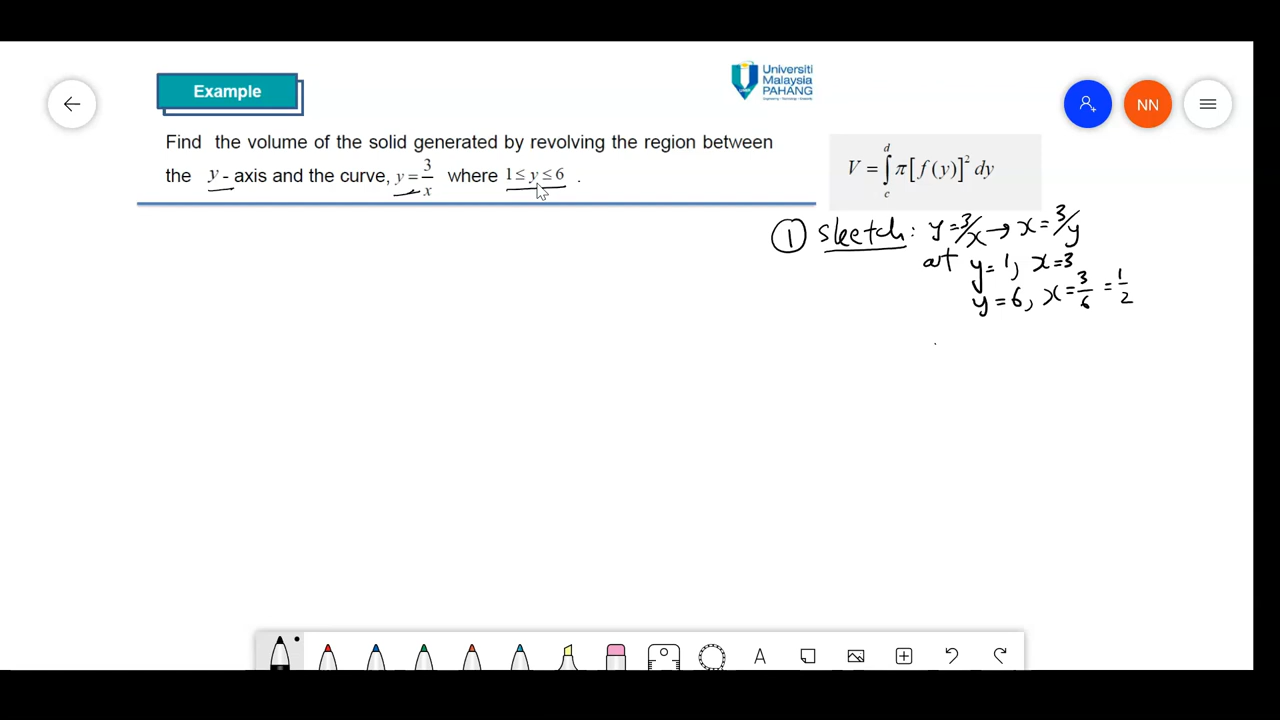 Example
Universiti
Malaysia
PAHANG
NN
Find the volume of the solid generated by revolving the region between
the y - axis and the curve, y = 3/x where 1 ≤ y ≤ 6 .
V = ∫_c^d π[f(y)]² dy
① sketch: y = 3/x → x = 3/y
at y = 1, x = 3
y = 6, x = 3/6 = 1/2
A